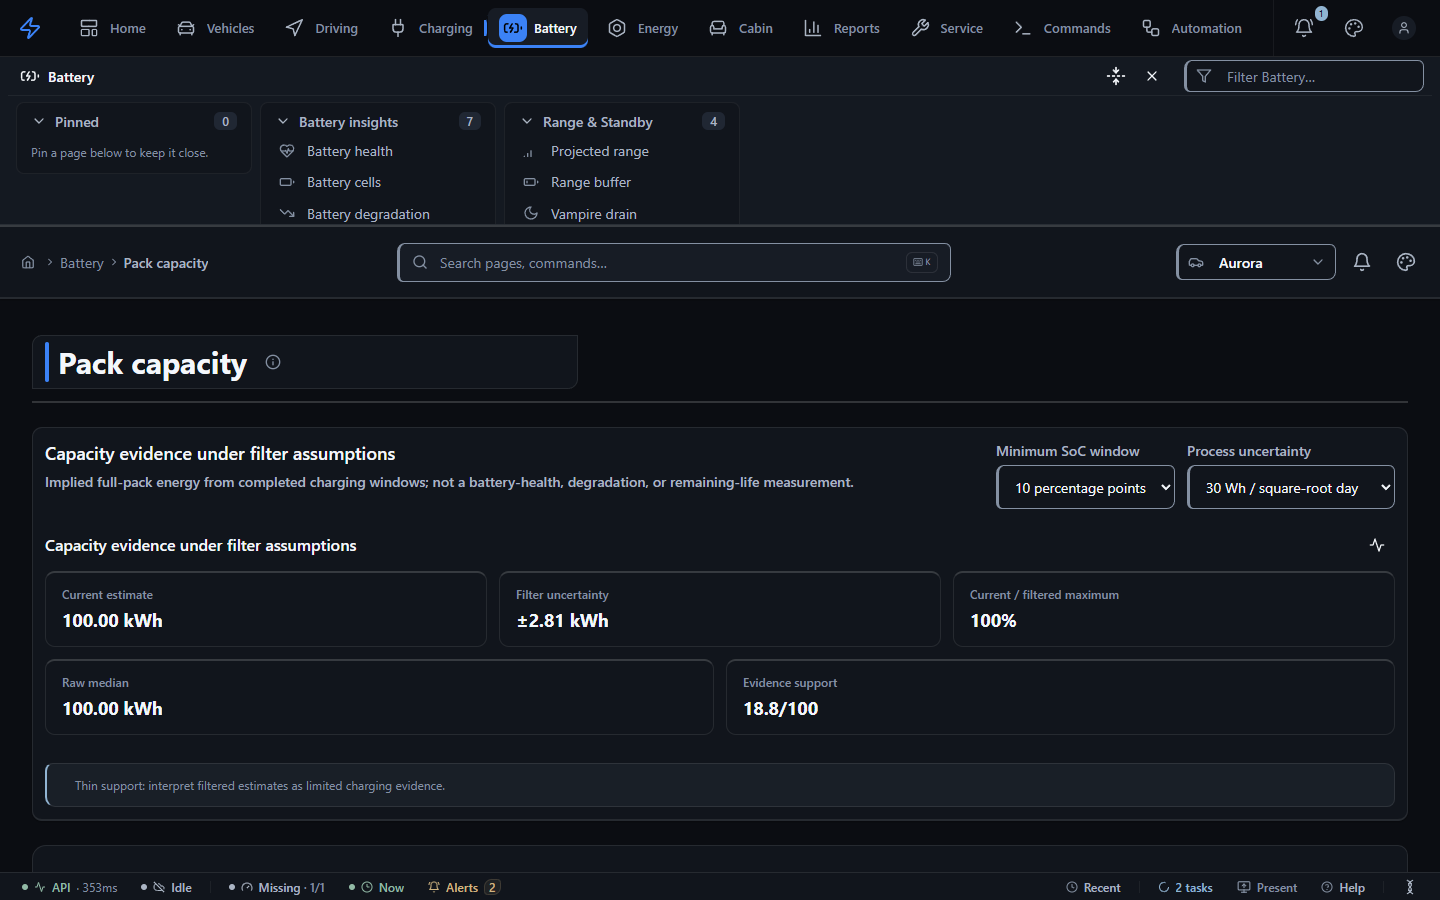 Home Vehicles Driving Charging Battery Energy Cabin Reports Service Commands Automation 1
Battery Filter Battery...
Pinned 0
Pin a page below to keep it close.
Battery insights 7
Battery health
Battery cells
Battery degradation
Range & Standby 4
Projected range
Range buffer
Vampire drain
Battery Pack capacity Search pages, commands... K Aurora
Pack capacity
Capacity evidence under filter assumptions
Implied full-pack energy from completed charging windows; not a battery-health, degradation, or remaining-life measurement.
Minimum SoC window
10 percentage points
Process uncertainty
30 Wh / square-root day
Capacity evidence under filter assumptions
Current estimate
100.00 kWh
Filter uncertainty
±2.81 kWh
Current / filtered maximum
100%
Raw median
100.00 kWh
Evidence support
18.8/100
Thin support: interpret filtered estimates as limited charging evidence.
API · 353ms Idle Missing · 1/1 Now Alerts 2 Recent 2 tasks Present Help